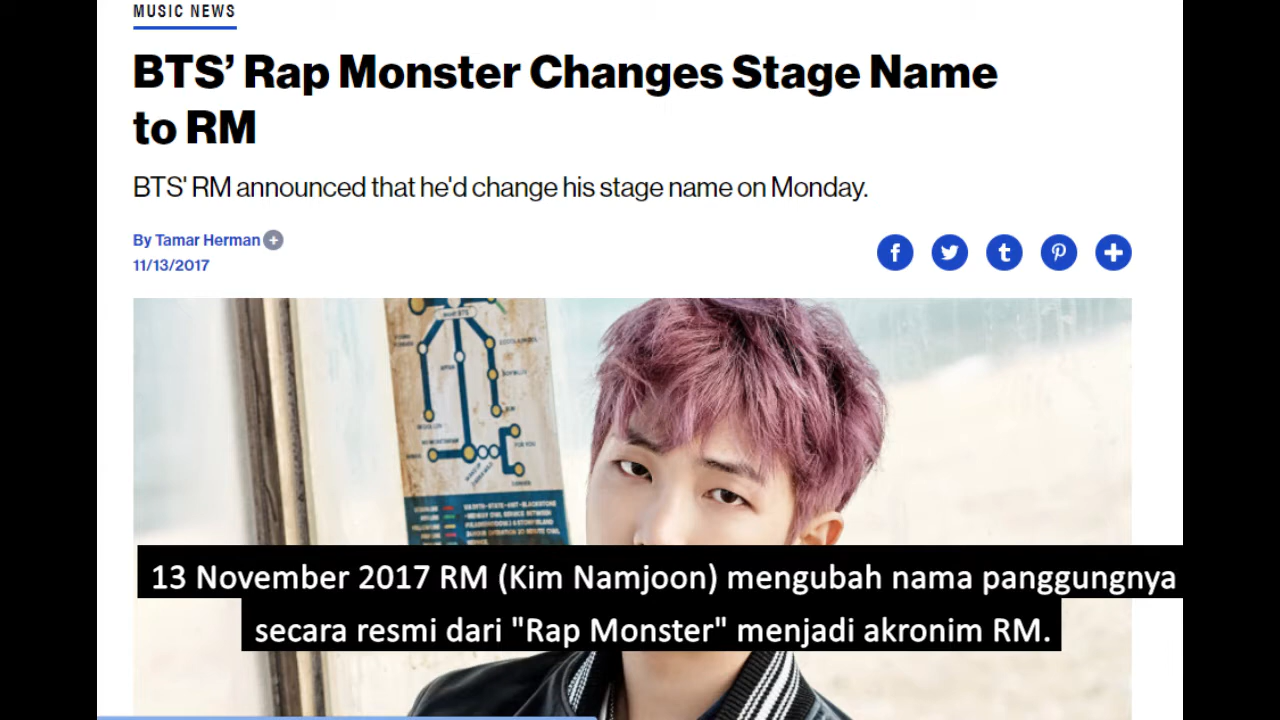 MUSIC NEWS
BTS’ Rap Monster Changes Stage Name
to RM
BTS' RM announced that he'd change his stage name on Monday.
By Tamar Herman
11/13/2017
13 November 2017 RM (Kim Namjoon) mengubah nama panggungnya
secara resmi dari "Rap Monster" menjadi akronim RM.